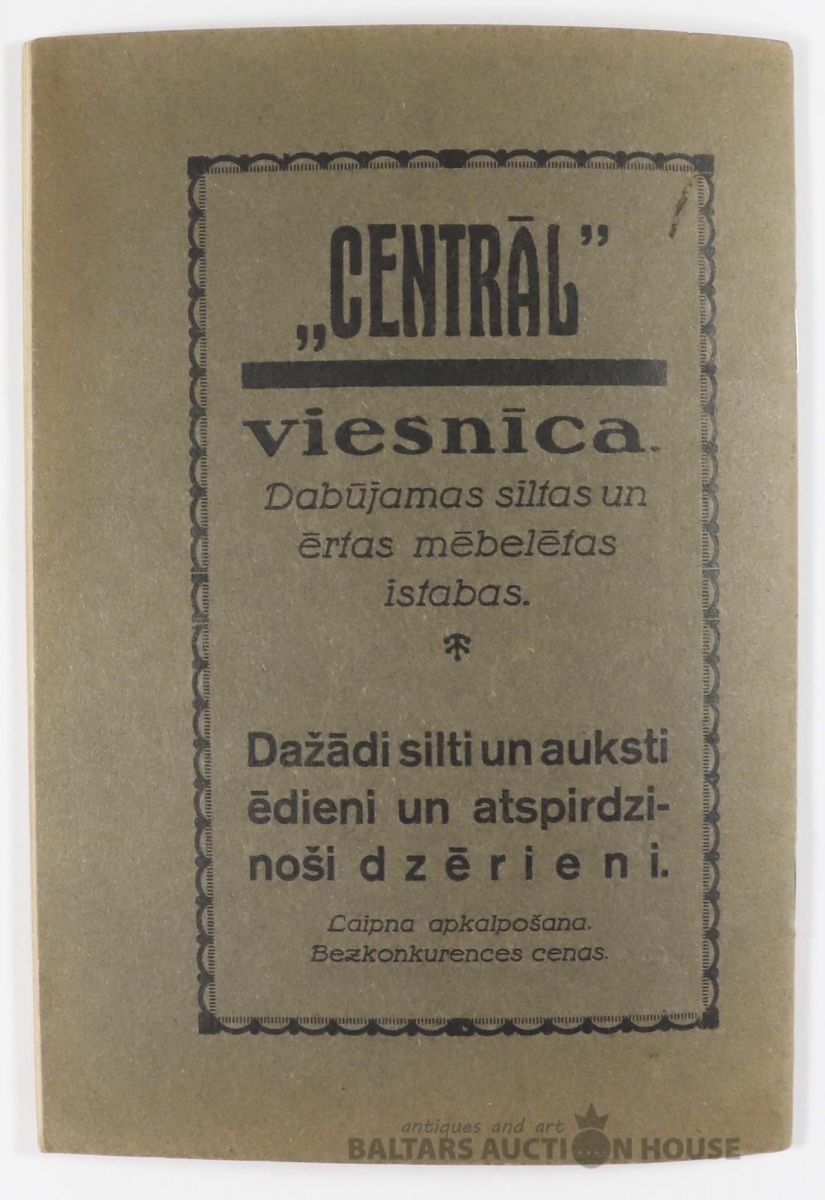 „CENTRĀL”
viesnīca.
Dabūjamas siltas un
ērtas mēbelētas
istabas.
Dažādi silti un auksti
ēdieni un atspirdzi-
noši dzērieni.
Laipna apkalpošana.
Bezkonkurences cenas.
antiques and art
BALTARS AUCTION HOUSE